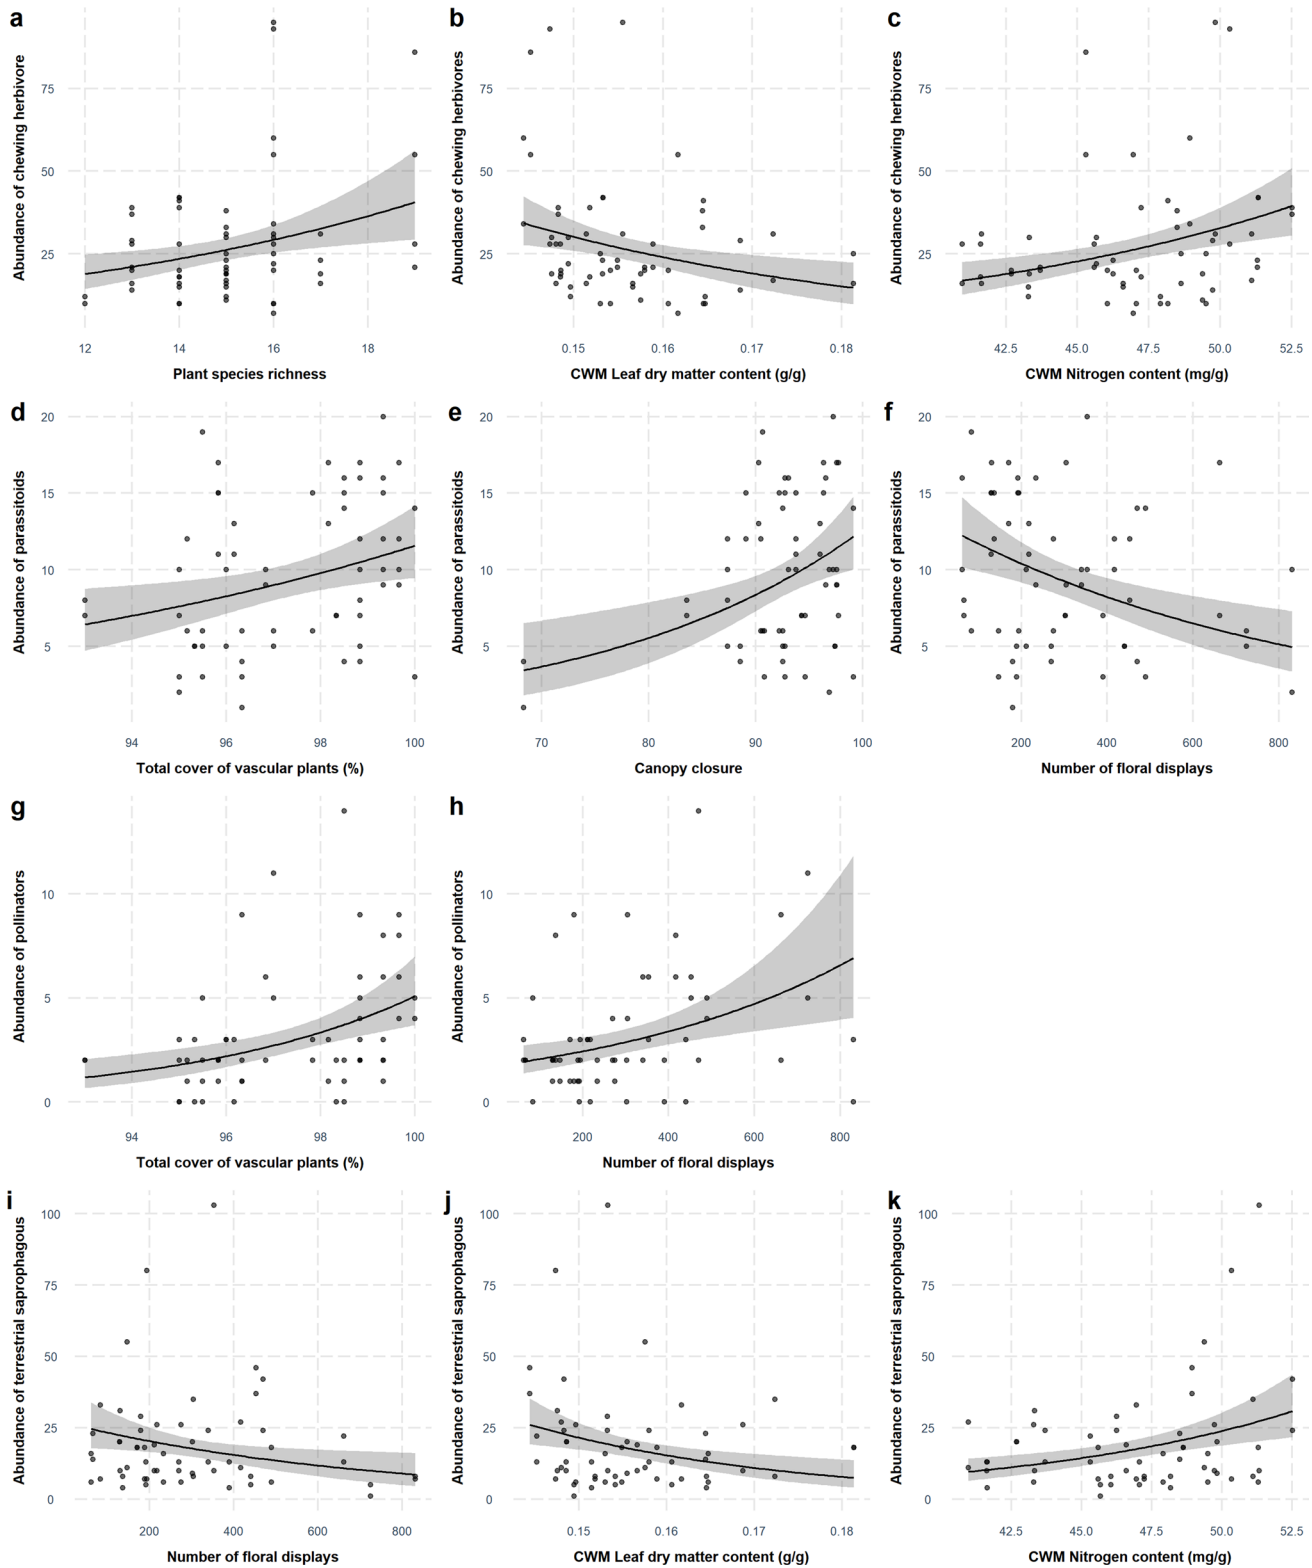 a
Abundance of chewing herbivores
75
50
25
12
14
16
18
Plant species richness
b
Abundance of chewing herbivores
75
50
25
0.15
0.16
0.17
0.18
CWM Leaf dry matter content (g/g)
c
Abundance of chewing herbivores
75
50
25
42.5
45.0
47.5
50.0
52.5
CWM Nitrogen content (mg/g)
d
Abundance of parassitoids
20
15
10
5
94
96
98
100
Total cover of vascular plants (%)
e
Abundance of parassitoids
20
15
10
5
70
80
90
100
Canopy closure
f
Abundance of parassitoids
20
15
10
5
200
400
600
800
Number of floral displays
g
Abundance of pollinators
10
5
0
94
96
98
100
Total cover of vascular plants (%)
h
Abundance of pollinators
10
5
0
200
400
600
800
Number of floral displays
i
Abundance of terrestrial saprophagous
100
75
50
25
0
200
400
600
800
Number of floral displays
j
Abundance of terrestrial saprophagous
100
75
50
25
0
0.15
0.16
0.17
0.18
CWM Leaf dry matter content (g/g)
k
Abundance of terrestrial saprophagous
100
75
50
25
0
42.5
45.0
47.5
50.0
52.5
CWM Nitrogen content (mg/g)